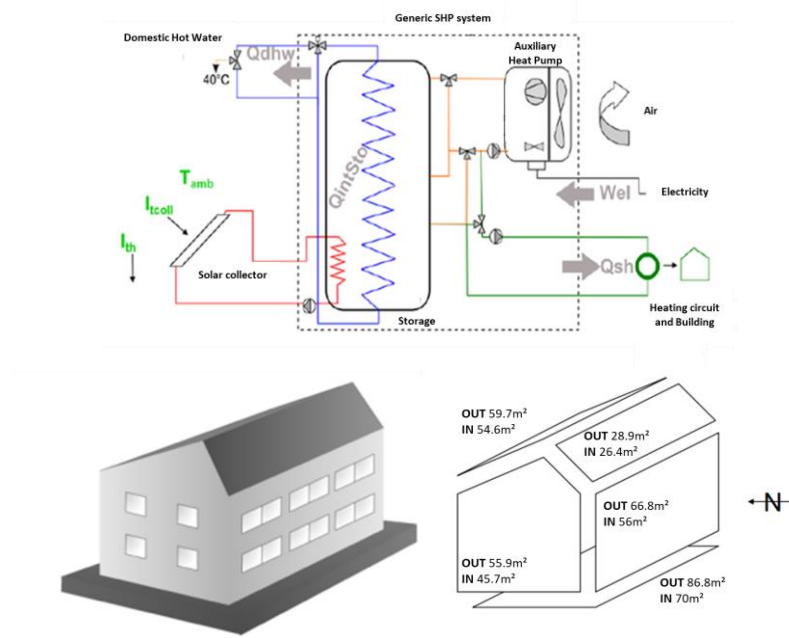 Generic SHP system
Domestic Hot Water
Qdhw
40°C
Auxiliary
Heat Pump
Air
QintSto
Tamb
Itcoll
Ith
Wel
Electricity
Solar collector
Qsh
Storage
Heating circuit
and Building
OUT 59.7m²
IN 54.6m²
OUT 28.9m²
IN 26.4m²
OUT 66.8m²
IN 56m²
N
OUT 55.9m²
IN 45.7m²
OUT 86.8m²
IN 70m²